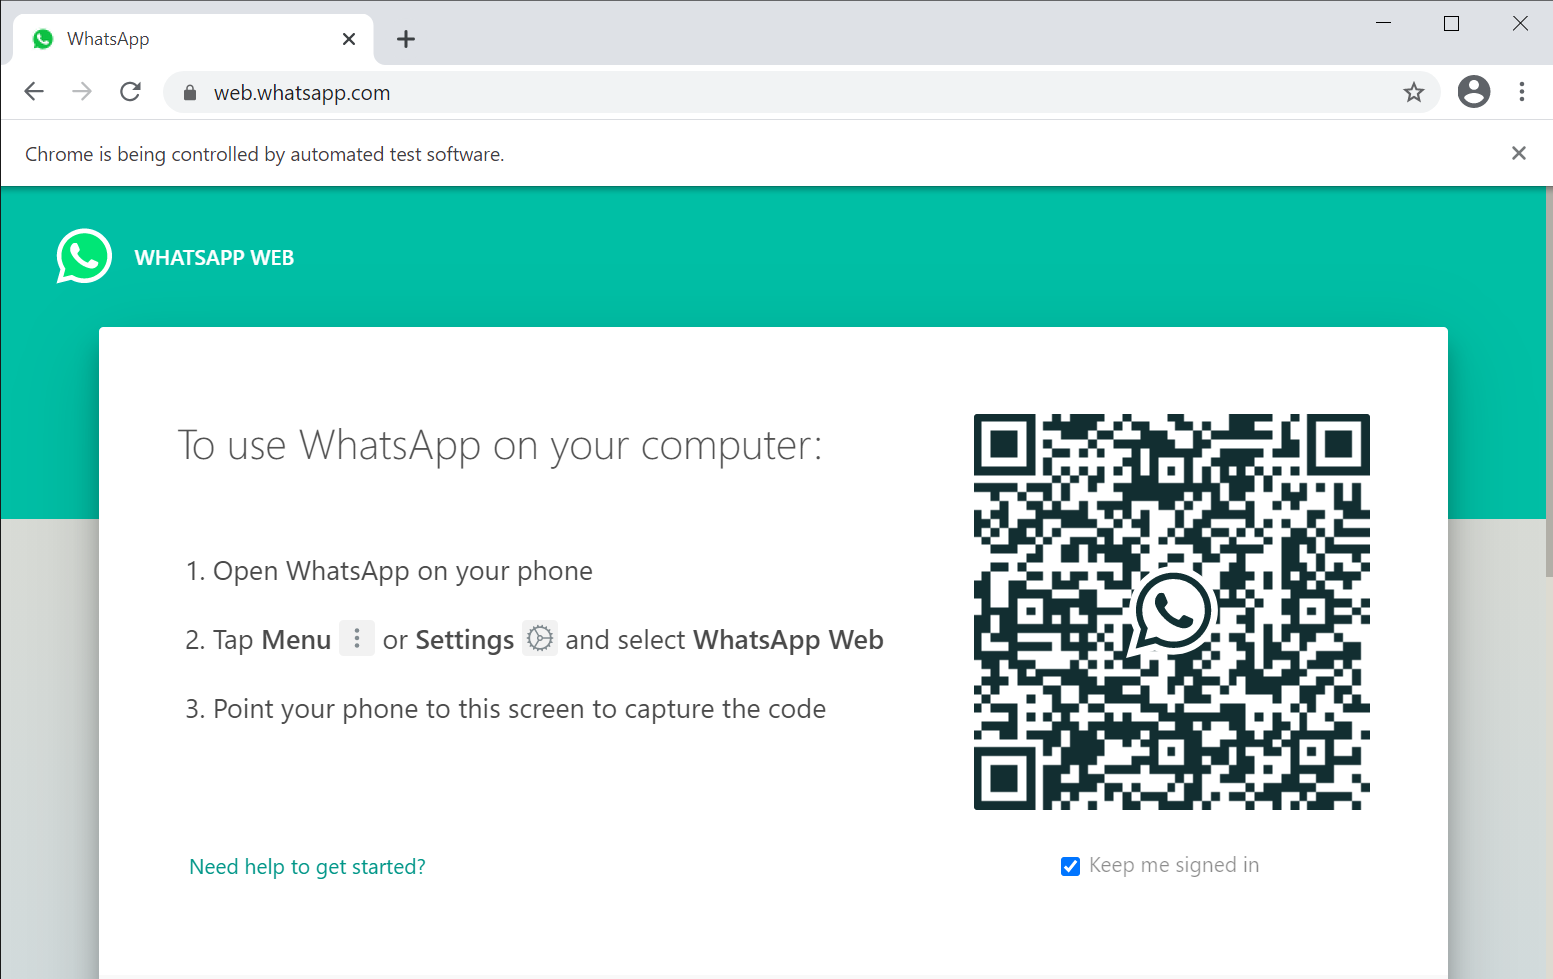 WhatsApp
web.whatsapp.com
Chrome is being controlled by automated test software.
WHATSAPP WEB
To use WhatsApp on your computer:
1. Open WhatsApp on your phone
2. Tap Menu or Settings and select WhatsApp Web
3. Point your phone to this screen to capture the code
Need help to get started?
Keep me signed in